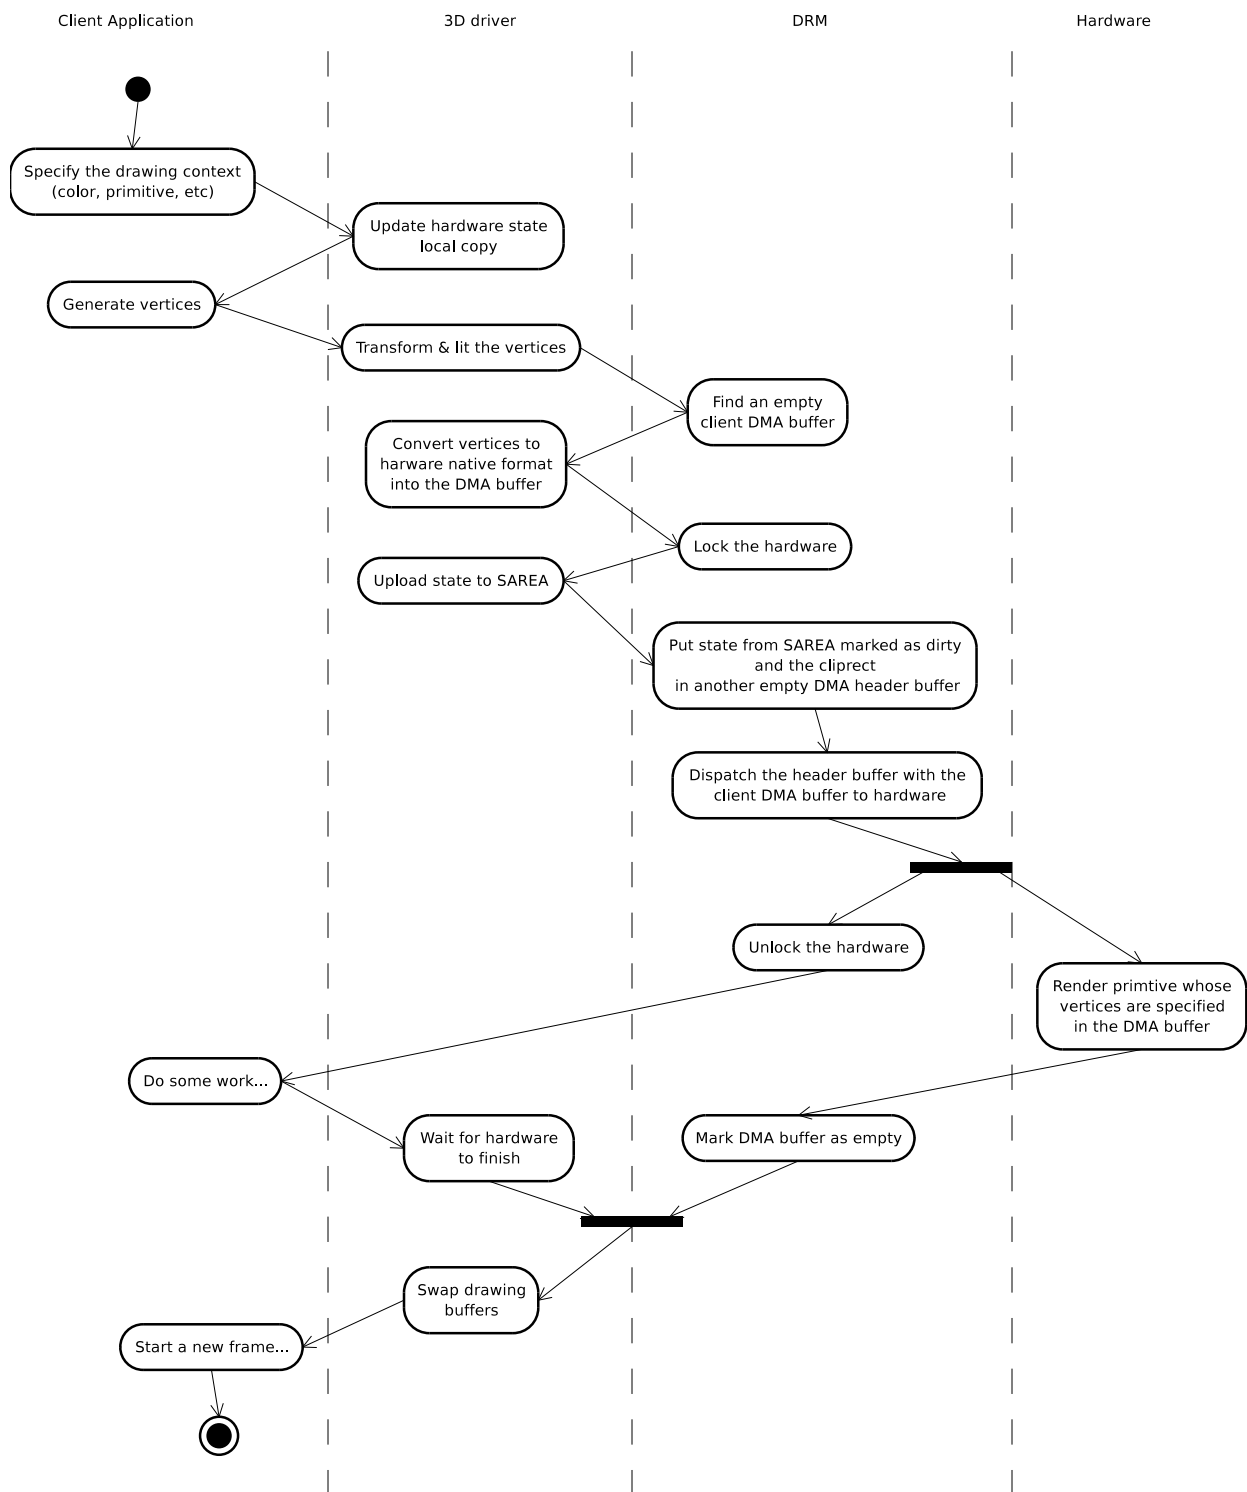 Client Application
3D driver
DRM
Hardware
Specify the drawing context
(color, primitive, etc)
Update hardware state
local copy
Generate vertices
Transform & lit the vertices
Find an empty
client DMA buffer
Convert vertices to
harware native format
into the DMA buffer
Lock the hardware
Upload state to SAREA
Put state from SAREA marked as dirty
and the cliprect
in another empty DMA header buffer
Dispatch the header buffer with the
client DMA buffer to hardware
Unlock the hardware
Render primtive whose
vertices are specified
in the DMA buffer
Do some work...
Wait for hardware
to finish
Mark DMA buffer as empty
Swap drawing
buffers
Start a new frame...